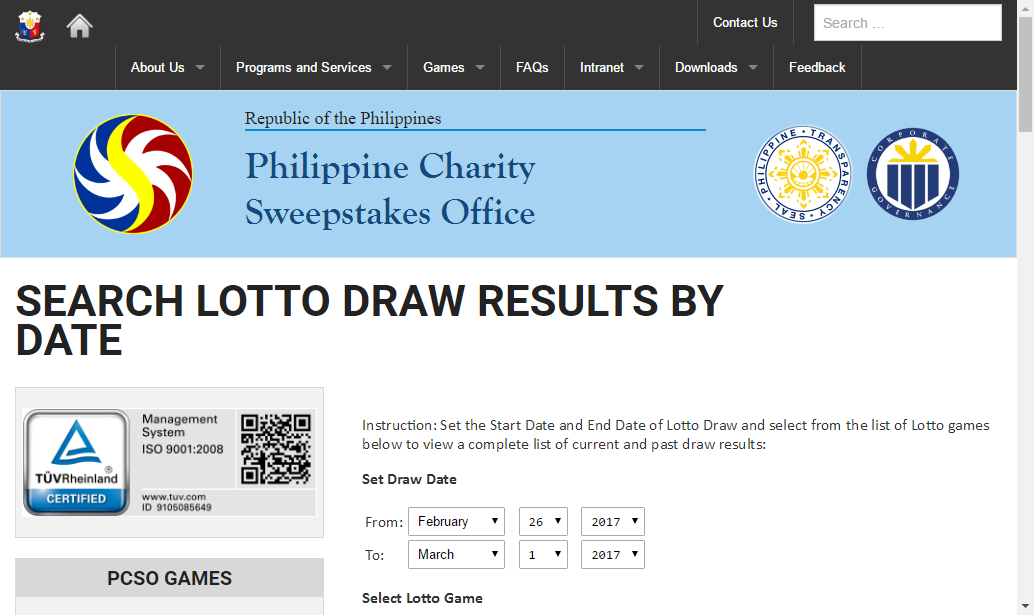 Contact Us
Search ...
About Us
Programs and Services
Games
FAQs
Intranet
Downloads
Feedback
Republic of the Philippines
Philippine Charity
Sweepstakes Office
PHILIPPINE TRANSPARENCY SEAL
CORPORATE GOVERNANCE
SEARCH LOTTO DRAW RESULTS BY
DATE
TÜVRheinland®
CERTIFIED
Management
System
ISO 9001:2008
www.tuv.com
ID 9105085649
Instruction: Set the Start Date and End Date of Lotto Draw and select from the list of Lotto games
below to view a complete list of current and past draw results:
Set Draw Date
From: February 26 2017
To: March 1 2017
Select Lotto Game
PCSO GAMES